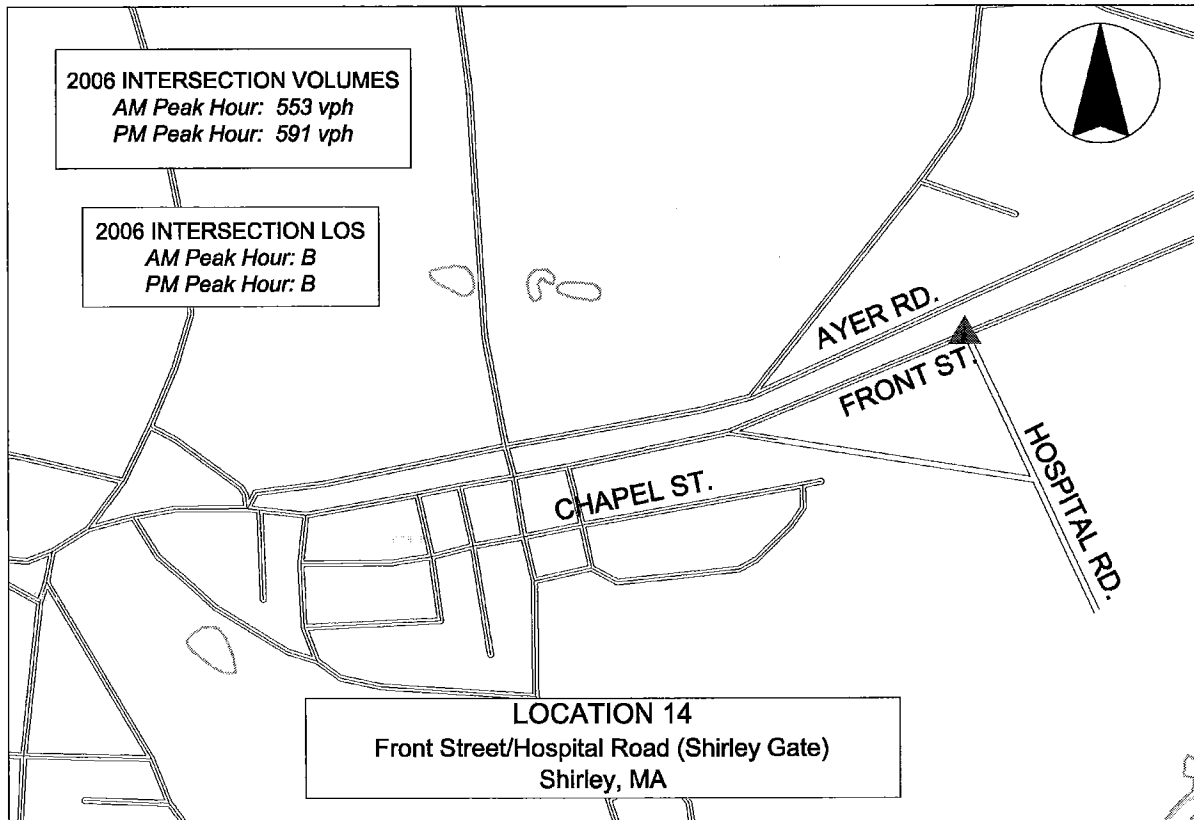 2006 INTERSECTION VOLUMES
AM Peak Hour: 553 vph
PM Peak Hour: 591 vph
2006 INTERSECTION LOS
AM Peak Hour: B
PM Peak Hour: B
AYER RD.
FRONT ST.
HOSPITAL RD.
CHAPEL ST.
LOCATION 14
Front Street/Hospital Road (Shirley Gate)
Shirley, MA